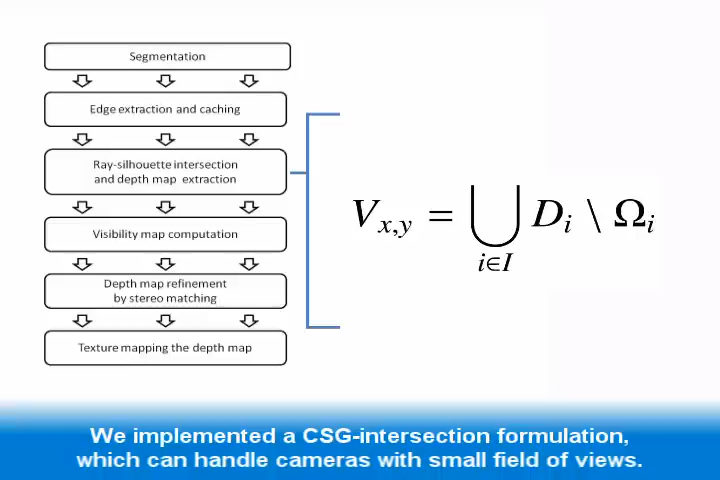 Segmentation
Edge extraction and caching
Ray-silhouette intersection
and depth map extraction
Visibility map computation
Depth map refinement
by stereo matching
Texture mapping the depth map
V_{x,y} = ⋃_{i∈I} D_i \ Ω_i
We implemented a CSG-intersection formulation,
which can handle cameras with small field of views.